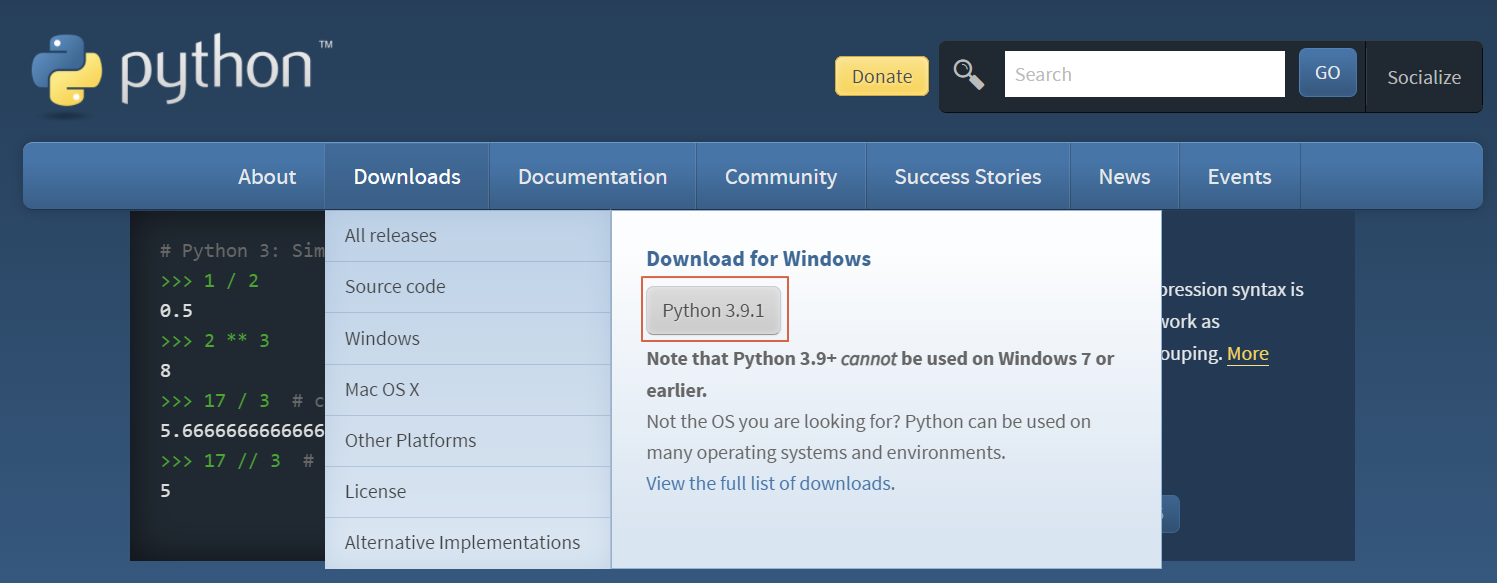 python™
Donate
Search
GO
Socialize
About
Downloads
Documentation
Community
Success Stories
News
Events
# Python 3: Sim
>>> 1 / 2
0.5
>>> 2 ** 3
8
>>> 17 / 3 # c
5.6666666666666
>>> 17 // 3 #
5
All releases
Source code
Windows
Mac OS X
Other Platforms
License
Alternative Implementations
Download for Windows
Python 3.9.1
Note that Python 3.9+ cannot be used on Windows 7 or
earlier.
Not the OS you are looking for? Python can be used on
many operating systems and environments.
View the full list of downloads.
pression syntax is
work as
ouping. More